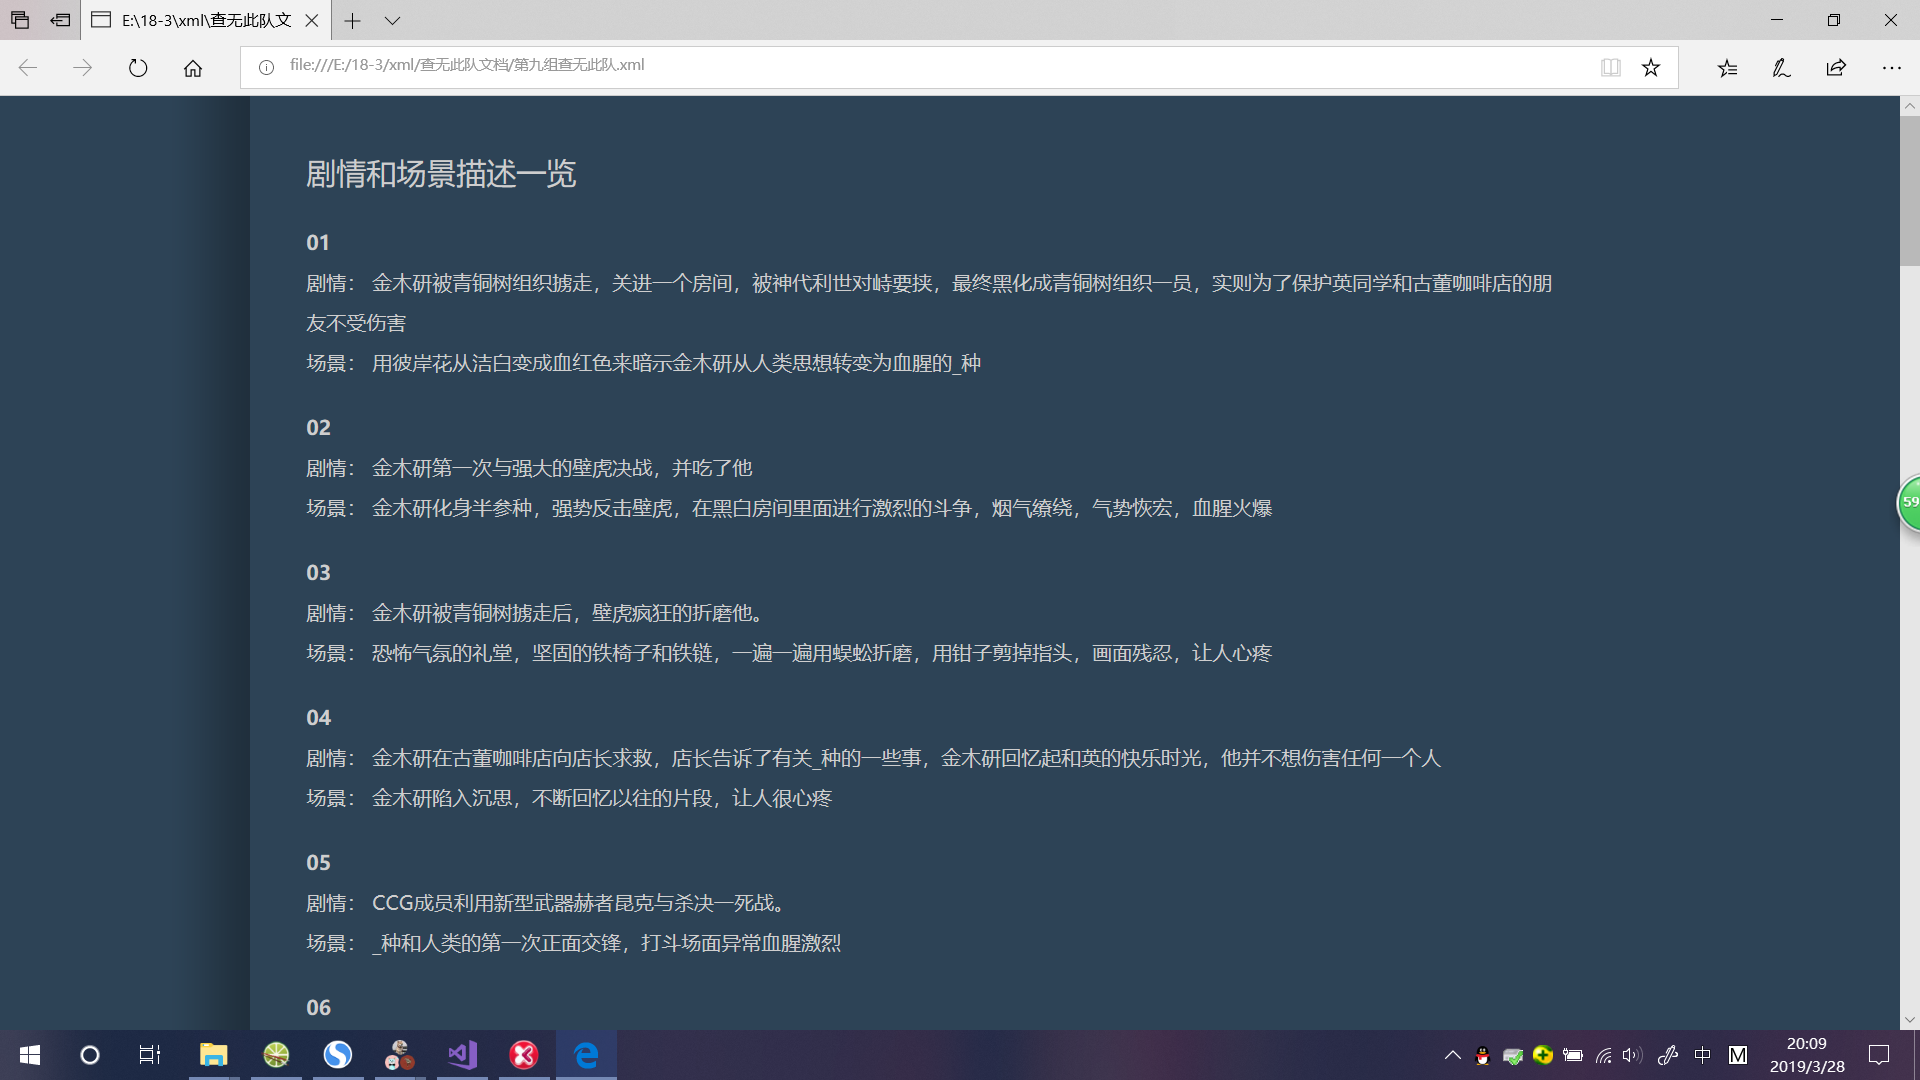 E:\18-3\xml\查无此队文
file:///E:/18-3/xml/查无此队文档/第九组查无此队.xml
剧情和场景描述一览
01
剧情： 金木研被青铜树组织掳走，关进一个房间，被神代利世对峙要挟，最终黑化成青铜树组织一员，实则为了保护英同学和古董咖啡店的朋
友不受伤害
场景： 用彼岸花从洁白变成血红色来暗示金木研从人类思想转变为血腥的_种
02
剧情： 金木研第一次与强大的壁虎决战，并吃了他
场景： 金木研化身半参种，强势反击壁虎，在黑白房间里面进行激烈的斗争，烟气缭绕，气势恢宏，血腥火爆
03
剧情： 金木研被青铜树掳走后，壁虎疯狂的折磨他。
场景： 恐怖气氛的礼堂，坚固的铁椅子和铁链，一遍一遍用蜈蚣折磨，用钳子剪掉指头，画面残忍，让人心疼
04
剧情： 金木研在古董咖啡店向店长求救，店长告诉了有关_种的一些事，金木研回忆起和英的快乐时光，他并不想伤害任何一个人
场景： 金木研陷入沉思，不断回忆以往的片段，让人很心疼
05
剧情： CCG成员利用新型武器赫者昆克与杀决一死战。
场景： _种和人类的第一次正面交锋，打斗场面异常血腥激烈
06
59
中
M
20:09
2019/3/28